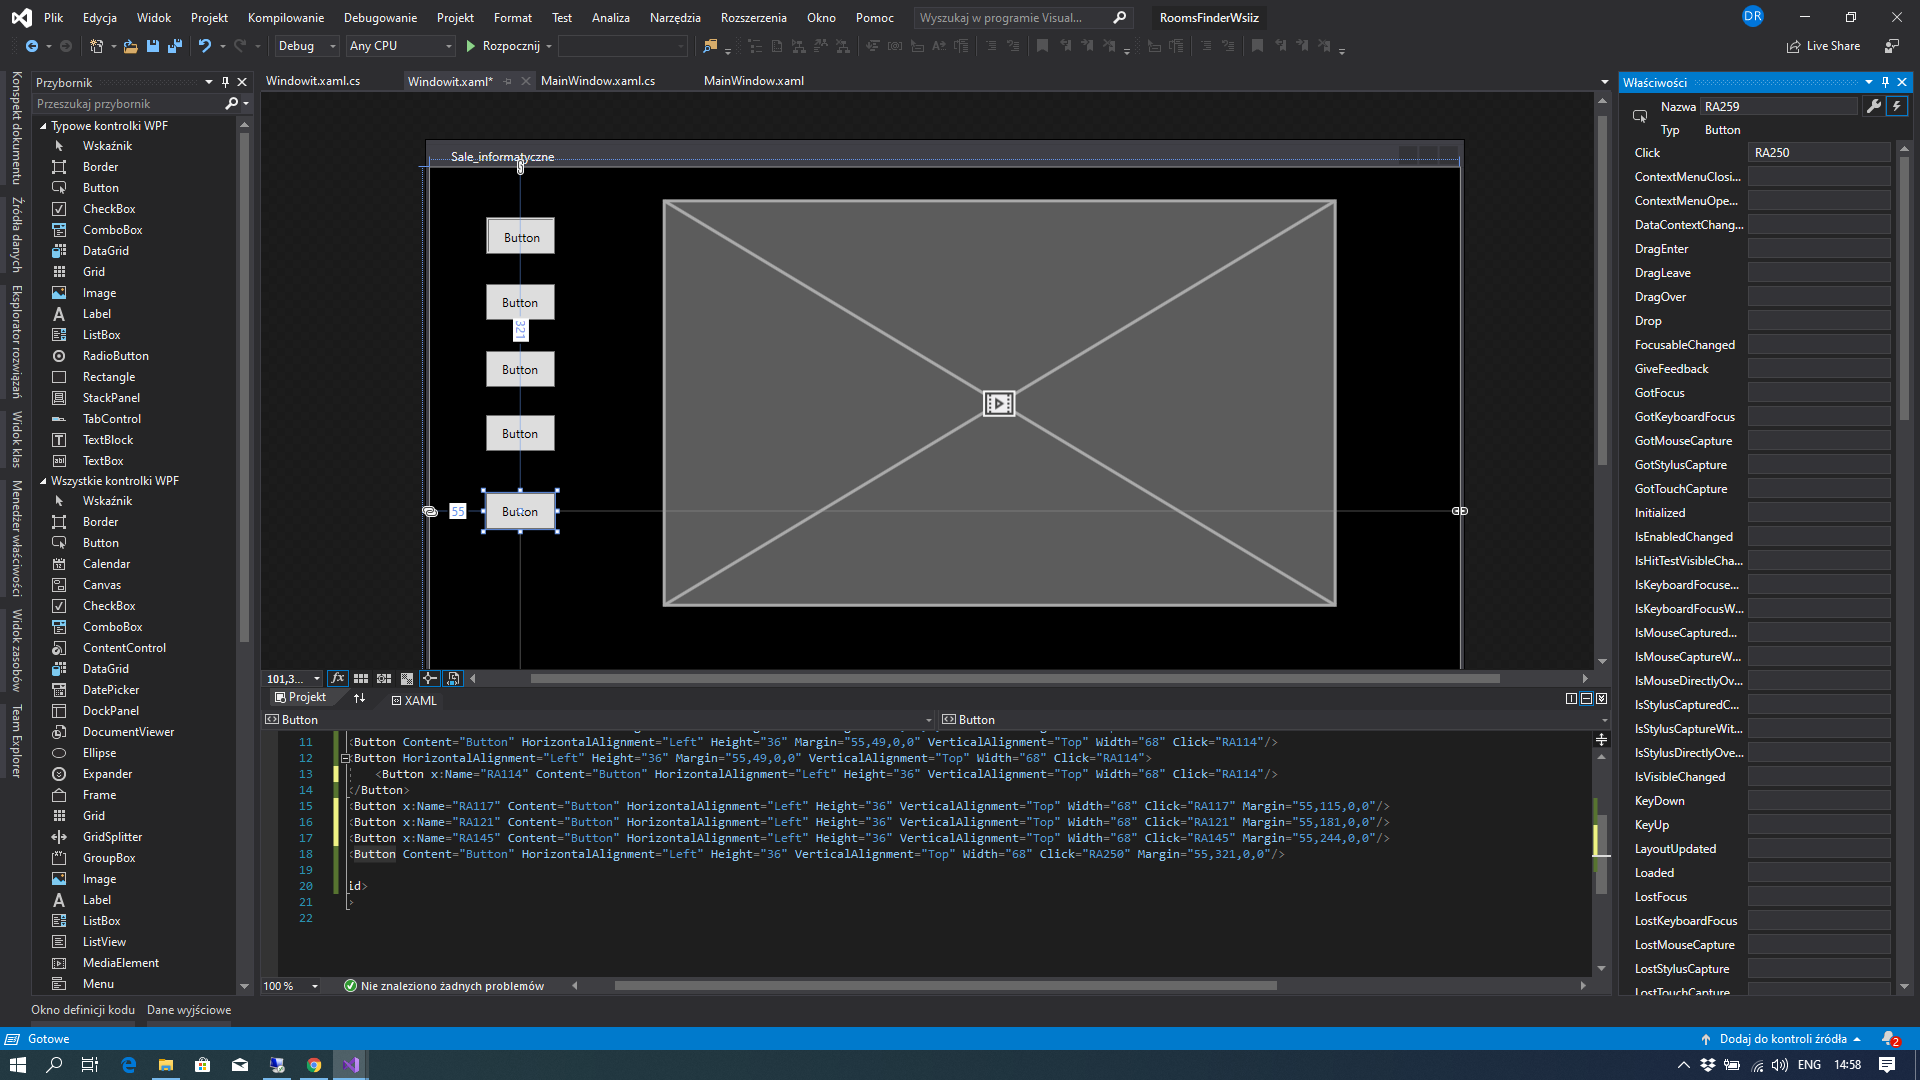 Plik Edycja Widok Projekt Kompilowanie Debugowanie Projekt Format Test Analiza Narzędzia Rozszerzenia Okno Pomoc Wyszukaj w programie Visual... RoomsFinderWsiiz DR
Debug Any CPU Rozpocznij Live Share
Konspekt dokumentu
Źródła danych
Eksplorator rozwiązań
Widok klas
Menedżer właściwości
Widok zasobów
Team Explorer
Przybornik
Przeszukaj przybornik
Typowe kontrolki WPF
Wskaźnik
Border
Button
CheckBox
ComboBox
DataGrid
Grid
Image
Label
ListBox
RadioButton
Rectangle
StackPanel
TabControl
TextBlock
TextBox
Wszystkie kontrolki WPF
Wskaźnik
Border
Button
Calendar
Canvas
CheckBox
ComboBox
ContentControl
DataGrid
DatePicker
DockPanel
DocumentViewer
Ellipse
Expander
Frame
Grid
GridSplitter
GroupBox
Image
Label
ListBox
ListView
MediaElement
Menu
Okno definicji kodu Dane wyjściowe
Windowit.xaml.cs Windowit.xaml* MainWindow.xaml.cs MainWindow.xaml
Sale_informatyczne
Button
Button
321
Button
Button
55 Button
101,3...
Projekt XAML
Button Button
11 <Button Content="Button" HorizontalAlignment="Left" Height="36" Margin="55,49,0,0" VerticalAlignment="Top" Width="68" Click="RA114"/>
12 <Button HorizontalAlignment="Left" Height="36" Margin="55,49,0,0" VerticalAlignment="Top" Width="68" Click="RA114">
13 <Button x:Name="RA114" Content="Button" HorizontalAlignment="Left" Height="36" VerticalAlignment="Top" Width="68" Click="RA114"/>
14 </Button>
15 <Button x:Name="RA117" Content="Button" HorizontalAlignment="Left" Height="36" VerticalAlignment="Top" Width="68" Click="RA117" Margin="55,115,0,0"/>
16 <Button x:Name="RA121" Content="Button" HorizontalAlignment="Left" Height="36" VerticalAlignment="Top" Width="68" Click="RA121" Margin="55,181,0,0"/>
17 <Button x:Name="RA145" Content="Button" HorizontalAlignment="Left" Height="36" VerticalAlignment="Top" Width="68" Click="RA145" Margin="55,244,0,0"/>
18 <Button Content="Button" HorizontalAlignment="Left" Height="36" VerticalAlignment="Top" Width="68" Click="RA250" Margin="55,321,0,0"/>
19
20 id>
21 >
22
100 % Nie znaleziono żadnych problemów
Właściwości
Nazwa RA259
Typ Button
Click RA250
ContextMenuClosi...
ContextMenuOpe...
DataContextChang...
DragEnter
DragLeave
DragOver
Drop
FocusableChanged
GiveFeedback
GotFocus
GotKeyboardFocus
GotMouseCapture
GotStylusCapture
GotTouchCapture
Initialized
IsEnabledChanged
IsHitTestVisibleCha...
IsKeyboardFocuse...
IsKeyboardFocusW...
IsMouseCaptured...
IsMouseCaptureW...
IsMouseDirectlyOv...
IsStylusCapturedC...
IsStylusCaptureWit...
IsStylusDirectlyOve...
IsVisibleChanged
KeyDown
KeyUp
LayoutUpdated
Loaded
LostFocus
LostKeyboardFocus
LostMouseCapture
LostStylusCapture
LostTouchCapture
Gotowe Dodaj do kontroli źródła 2
ENG 14:58